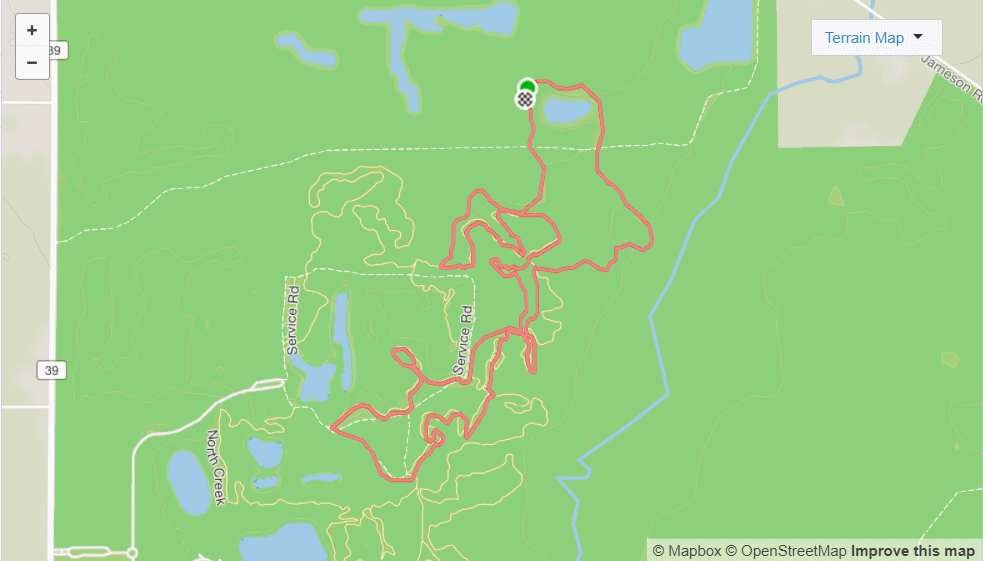 +
−
39
Terrain Map
Jameson R
Service Rd
Service Rd
39
North Creek
© Mapbox © OpenStreetMap Improve this map